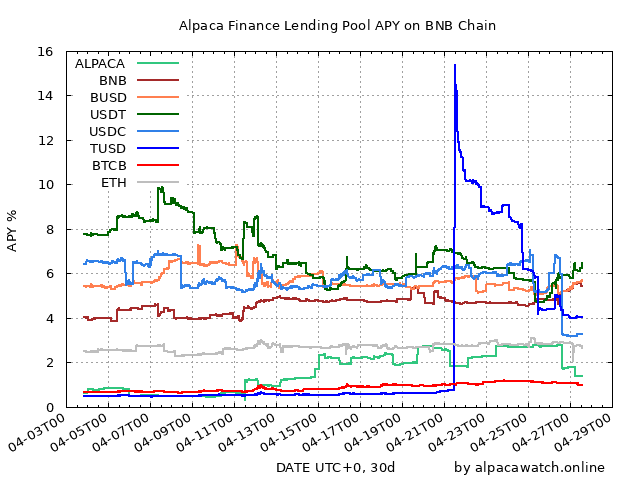 Alpaca Finance Lending Pool APY on BNB Chain
APY %
16
14
12
10
8
6
4
2
0
ALPACA
BNB
BUSD
USDT
USDC
TUSD
BTCB
ETH
04-03T00
04-05T00
04-07T00
04-09T00
04-11T00
04-13T00
04-15T00
04-17T00
04-19T00
04-21T00
04-23T00
04-25T00
04-27T00
04-29T00
DATE UTC+0, 30d
by alpacawatch.online